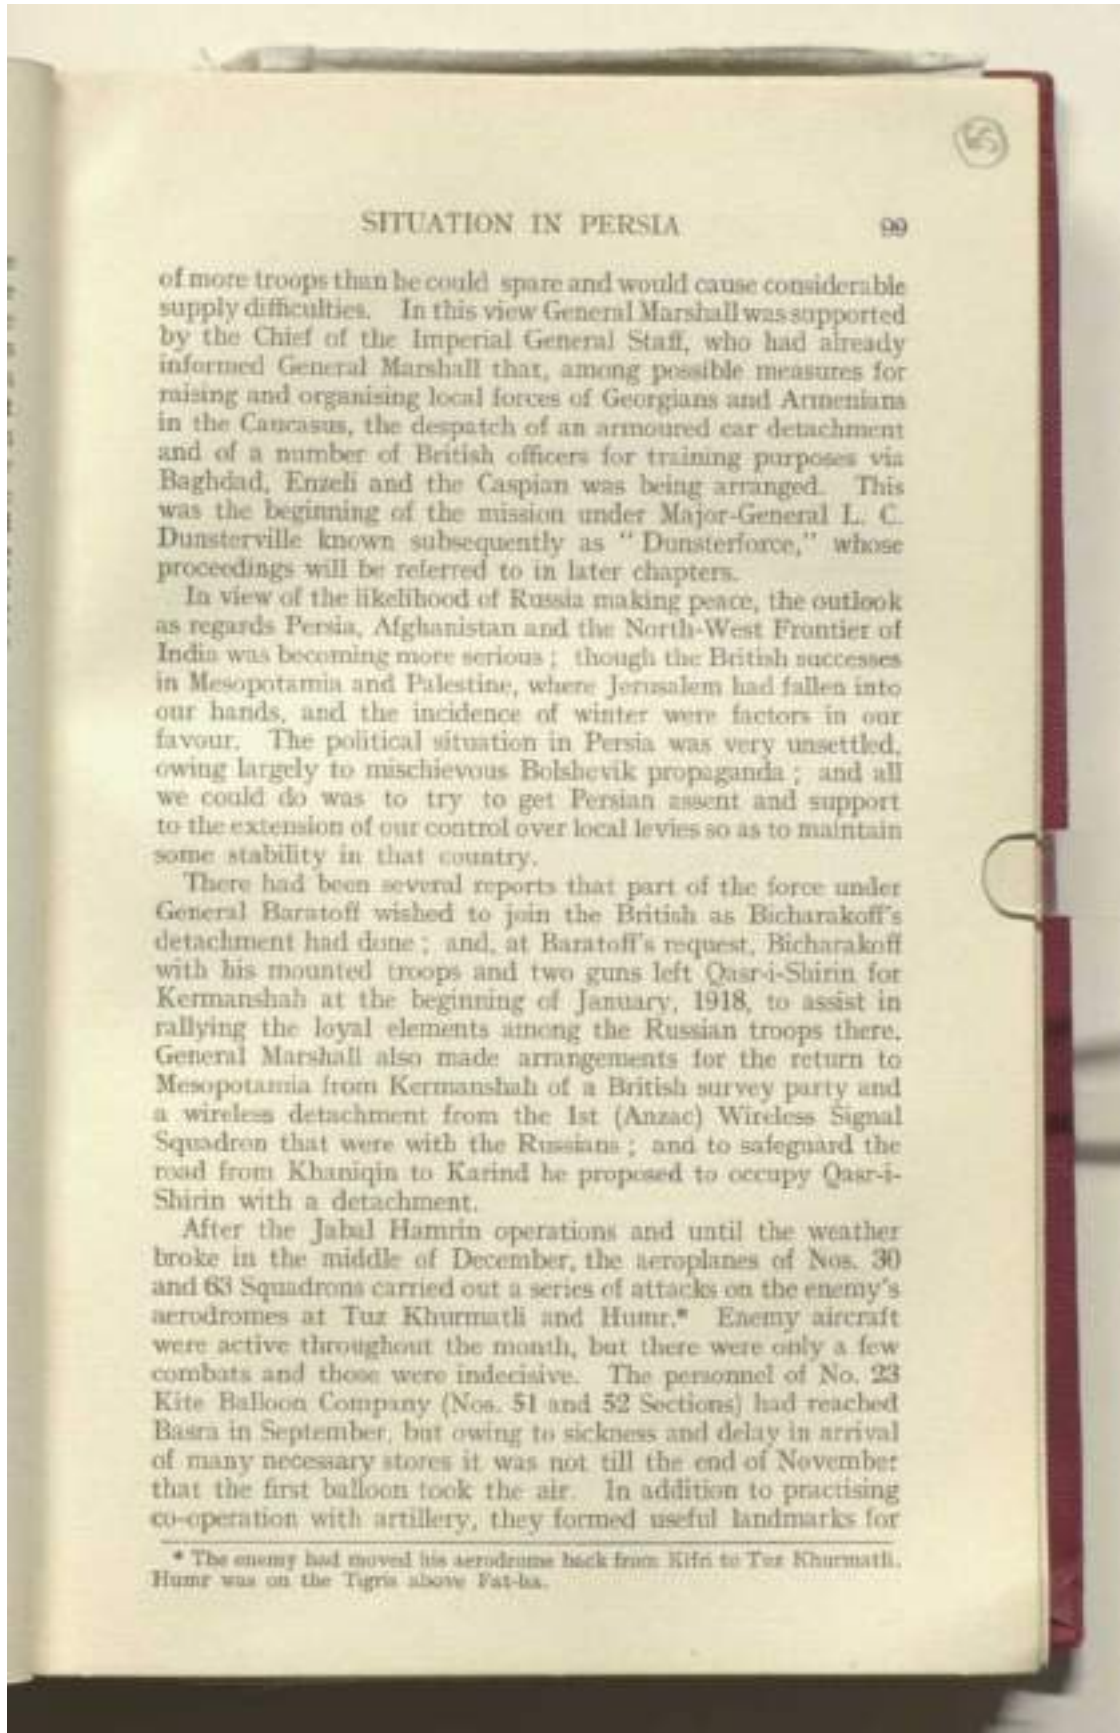 SITUATION IN PERSIA 99
of more troops than he could spare and would cause considerable
supply difficulties. In this view General Marshall was supported
by the Chief of the Imperial General Staff, who had already
informed General Marshall that, among possible measures for
raising and organising local forces of Georgians and Armenians
in the Caucasus, the despatch of an armoured car detachment
and of a number of British officers for training purposes via
Baghdad, Enzeli and the Caspian was being arranged. This
was the beginning of the mission under Major-General L. C.
Dunsterville known subsequently as " Dunsterforce," whose
proceedings will be referred to in later chapters.
In view of the likelihood of Russia making peace, the outlook
as regards Persia, Afghanistan and the North-West Frontier of
India was becoming more serious ; though the British successes
in Mesopotamia and Palestine, where Jerusalem had fallen into
our hands, and the incidence of winter were factors in our
favour. The political situation in Persia was very unsettled,
owing largely to mischievous Bolshevik propaganda ; and all
we could do was to try to get Persian assent and support
to the extension of our control over local levies so as to maintain
some stability in that country.
There had been several reports that part of the force under
General Baratoff wished to join the British as Bicharakoff's
detachment had done ; and, at Baratoff's request, Bicharakoff
with his mounted troops and two guns left Qasr-i-Shirin for
Kermanshah at the beginning of January, 1918, to assist in
rallying the loyal elements among the Russian troops there.
General Marshall also made arrangements for the return to
Mesopotamia from Kermanshah of a British survey party and
a wireless detachment from the 1st (Anzac) Wireless Signal
Squadron that were with the Russians ; and to safeguard the
road from Khaniqin to Karind he proposed to occupy Qasr-i-
Shirin with a detachment.
After the Jabal Hamrin operations and until the weather
broke in the middle of December, the aeroplanes of Nos. 30
and 63 Squadrons carried out a series of attacks on the enemy's
aerodromes at Tuz Khurmatli and Humr.* Enemy aircraft
were active throughout the month, but there were only a few
combats and those were indecisive. The personnel of No. 23
Kite Balloon Company (Nos. 51 and 52 Sections) had reached
Basra in September, but owing to sickness and delay in arrival
of many necessary stores it was not till the end of November
that the first balloon took the air. In addition to practising
co-operation with artillery, they formed useful landmarks for
* The enemy had moved his aerodrome back from Kifri to Tuz Khurmatli.
Humr was on the Tigris above Fat-ha.